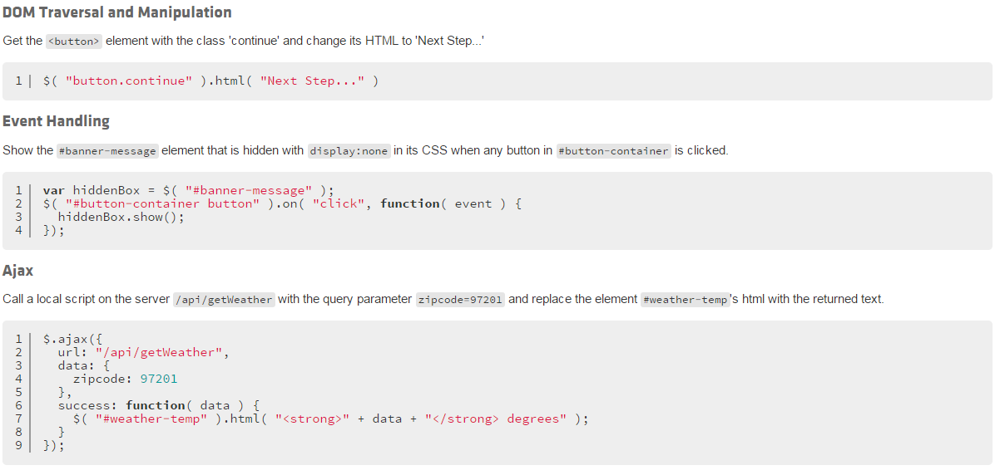 DOM Traversal and Manipulation
Get the <button> element with the class 'continue' and change its HTML to 'Next Step...'
1 $( "button.continue" ).html( "Next Step..." )
Event Handling
Show the #banner-message element that is hidden with display:none in its CSS when any button in #button-container is clicked.
1 var hiddenBox = $( "#banner-message" );
2 $( "#button-container button" ).on( "click", function( event ) {
3   hiddenBox.show();
4 });
Ajax
Call a local script on the server /api/getWeather with the query parameter zipcode=97201 and replace the element #weather-temp's html with the returned text.
1 $.ajax({
2   url: "/api/getWeather",
3   data: {
4     zipcode: 97201
5   },
6   success: function( data ) {
7     $( "#weather-temp" ).html( "<strong>" + data + "</strong> degrees" );
8   }
9 });